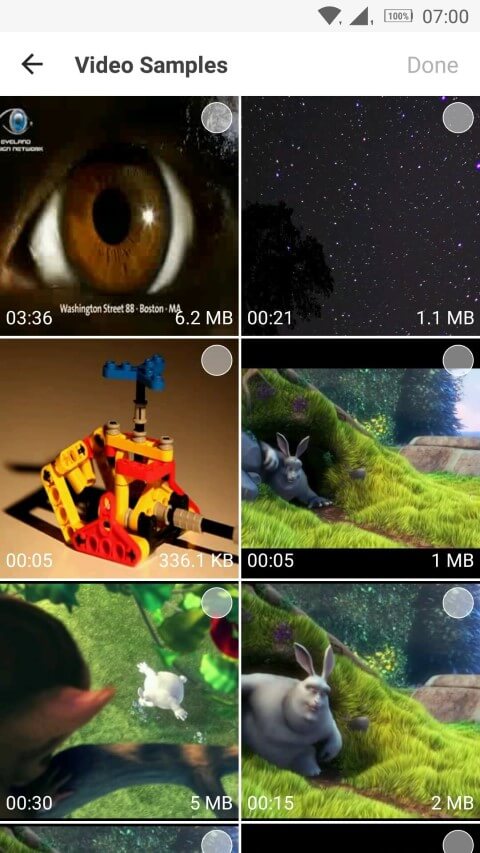 100%
07:00
Video Samples
Done
EYELAND
IGN NETWORK
Washington Street 88 - Boston - MA
03:36
6.2 MB
00:21
1.1 MB
00:05
336.1 KB
00:05
1 MB
00:30
5 MB
00:15
2 MB